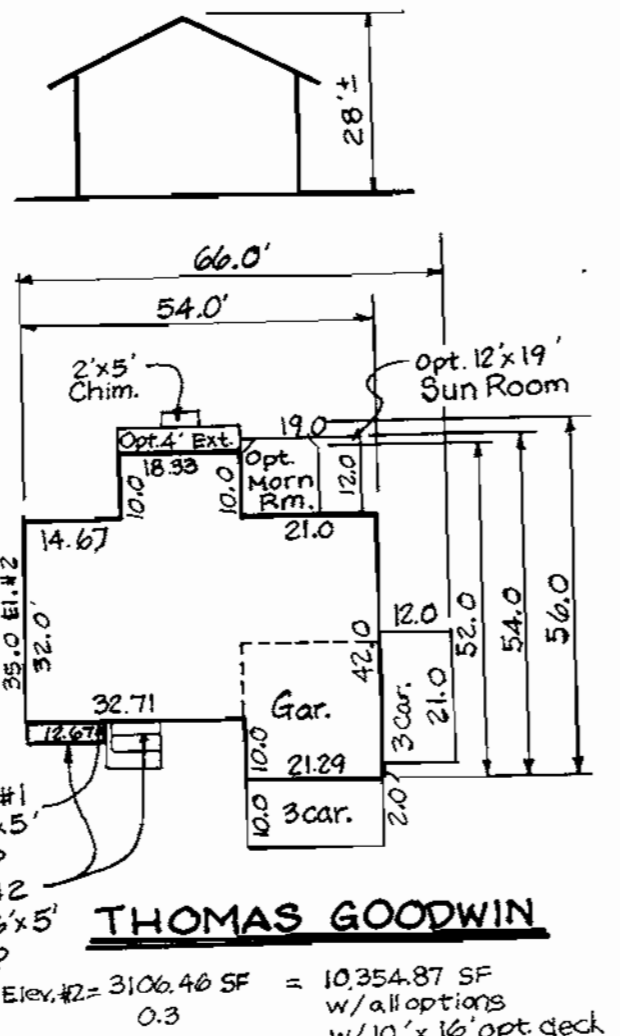 28'±
66.0'
54.0'
2'x5'
Chim.
Opt. 12'x19'
Sun Room
Opt. 4' Ext.
19.0
18.33
Opt.
Morn
Rm.
10.0
10.0
12.0
14.67
21.0
35.0 El.#2
32.0'
42.0
12.0
52.0
54.0
56.0
32.71
Gar.
3 Car.
21.0
12.67
10.0
21.29
10.0
3 car.
2.0'
#1
x5'
#2
'x5'
THOMAS GOODWIN
Elev.#2 = 3106.46 SF = 10,354.87 SF
0.3
w/ all options
w/10'x16' opt. deck